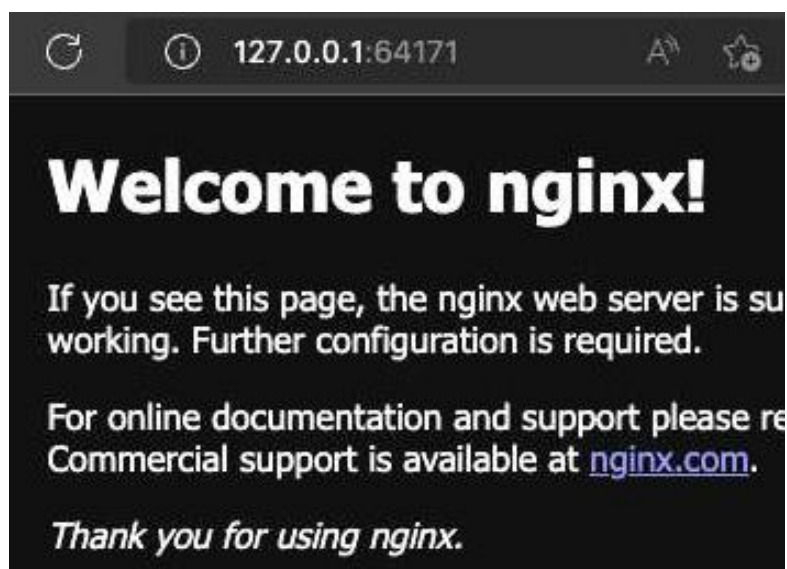 127.0.0.1:64171
Welcome to nginx!
If you see this page, the nginx web server is su
working. Further configuration is required.
For online documentation and support please re
Commercial support is available at nginx.com.
Thank you for using nginx.